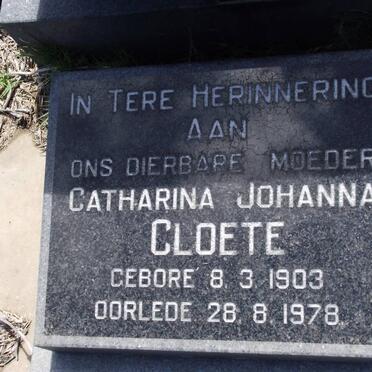 IN TERE HERINNERING
AAN
ONS DIERBARE MOEDER
CATHARINA JOHANNA
CLOETE
GEBORE 8. 3. 1903
OORLEDE 28. 8. 1978.